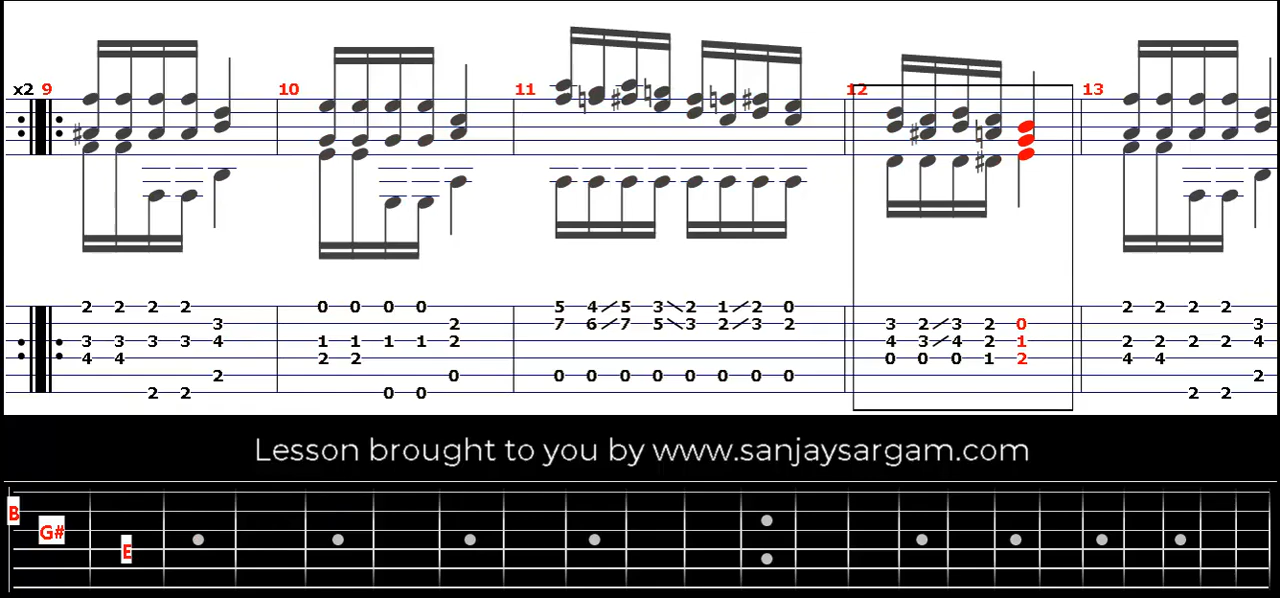 x2 9 10 11 12 13
2 2 2 2 0 0 0 0 5 4 5 3 2 1 2 0 2 2 2 2
3 2 7 6 7 5 3 2 3 2 3 2 3 2 0 3
3 3 3 3 4 1 1 1 1 2 4 3 4 2 1 2 2 2 2 4
4 4 2 2 0 0 0 1 2 4 4
2 0 0 0 0 0 0 0 0 0 2
2 2 0 0 2 2
Lesson brought to you by www.sanjaysargam.com
B
G#
E